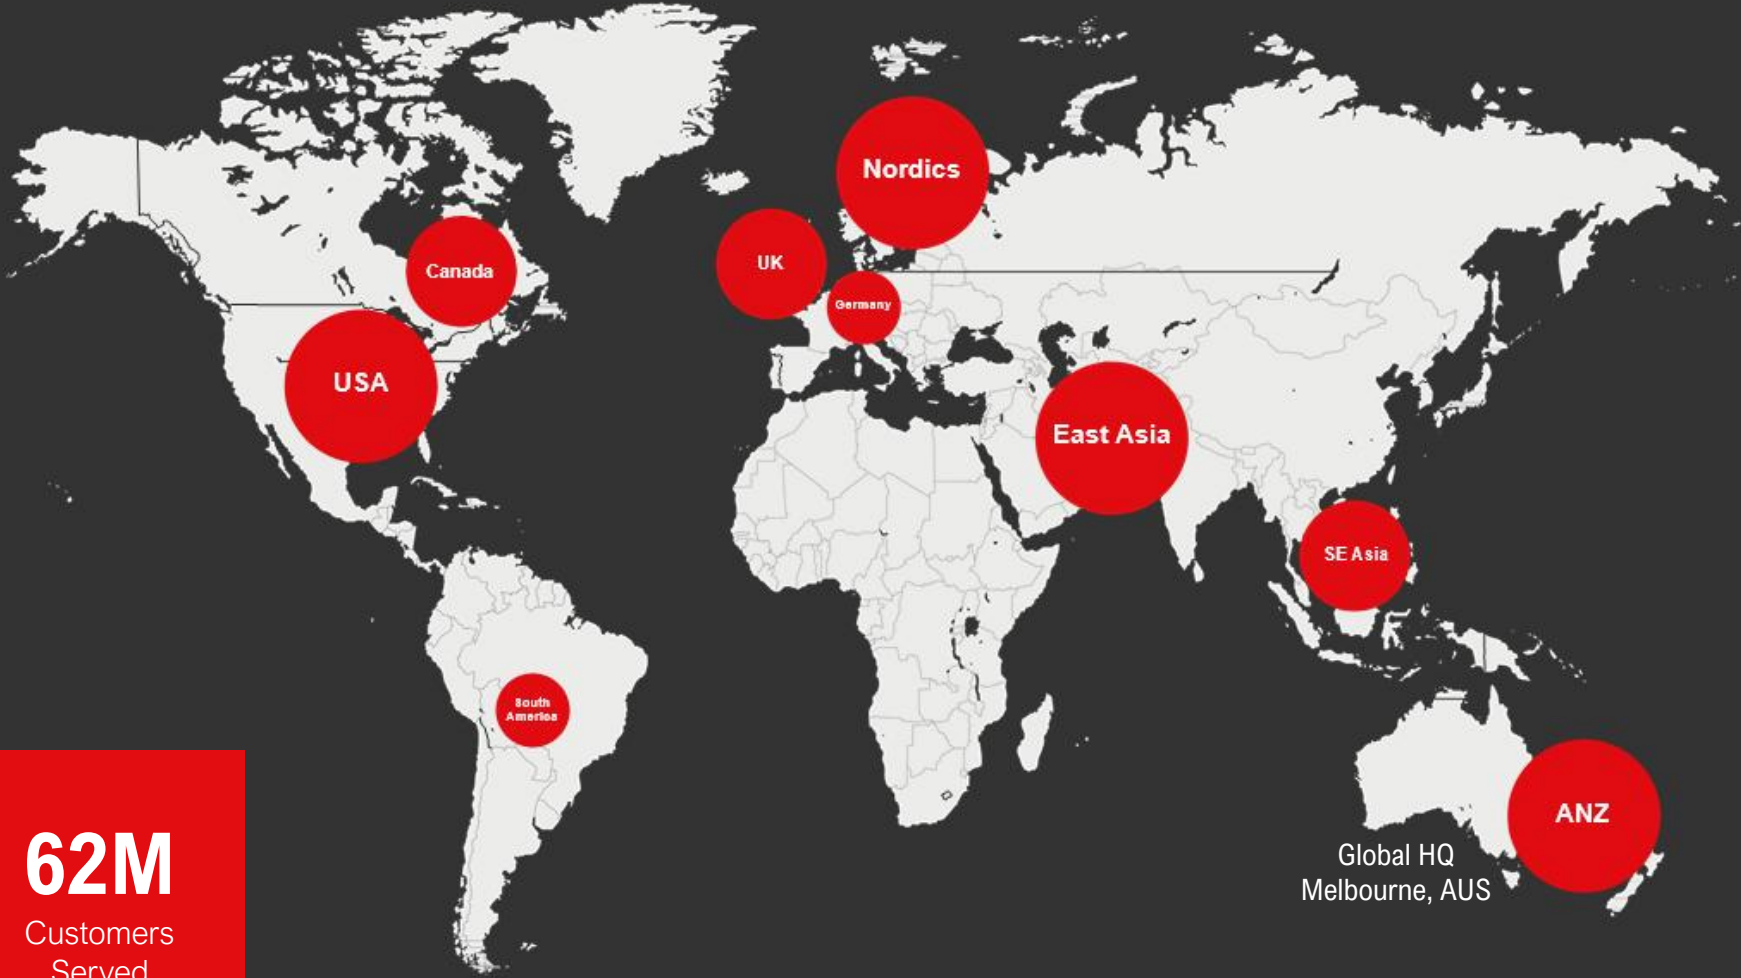 Nordics
UK
Canada
Germany
USA
East Asia
SE Asia
South
America
ANZ
Global HQ
Melbourne, AUS
62M
Customers
Served